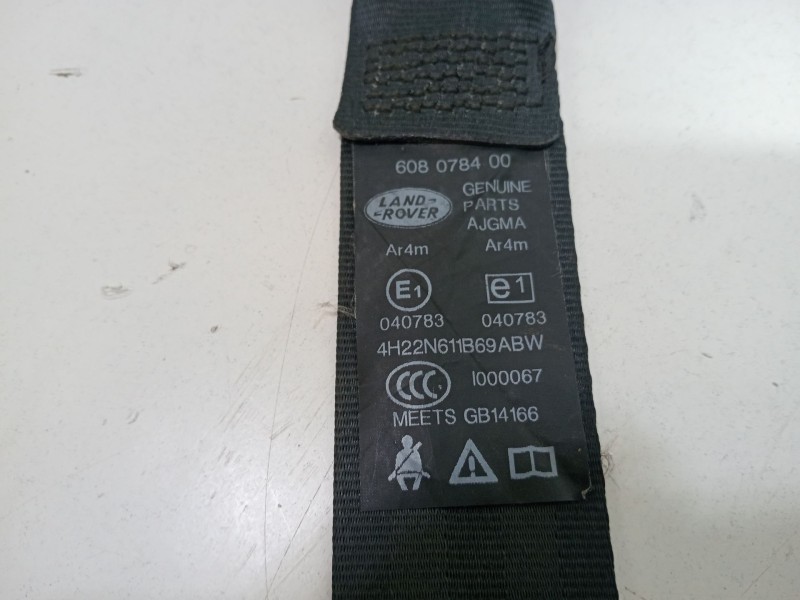 608 0784 00
LAND-
-ROVER
GENUINE
PARTS
AJGMA
Ar4m Ar4m
E1 e1
040783 040783
4H22N611B69ABW
CCC I000067
MEETS GB14166